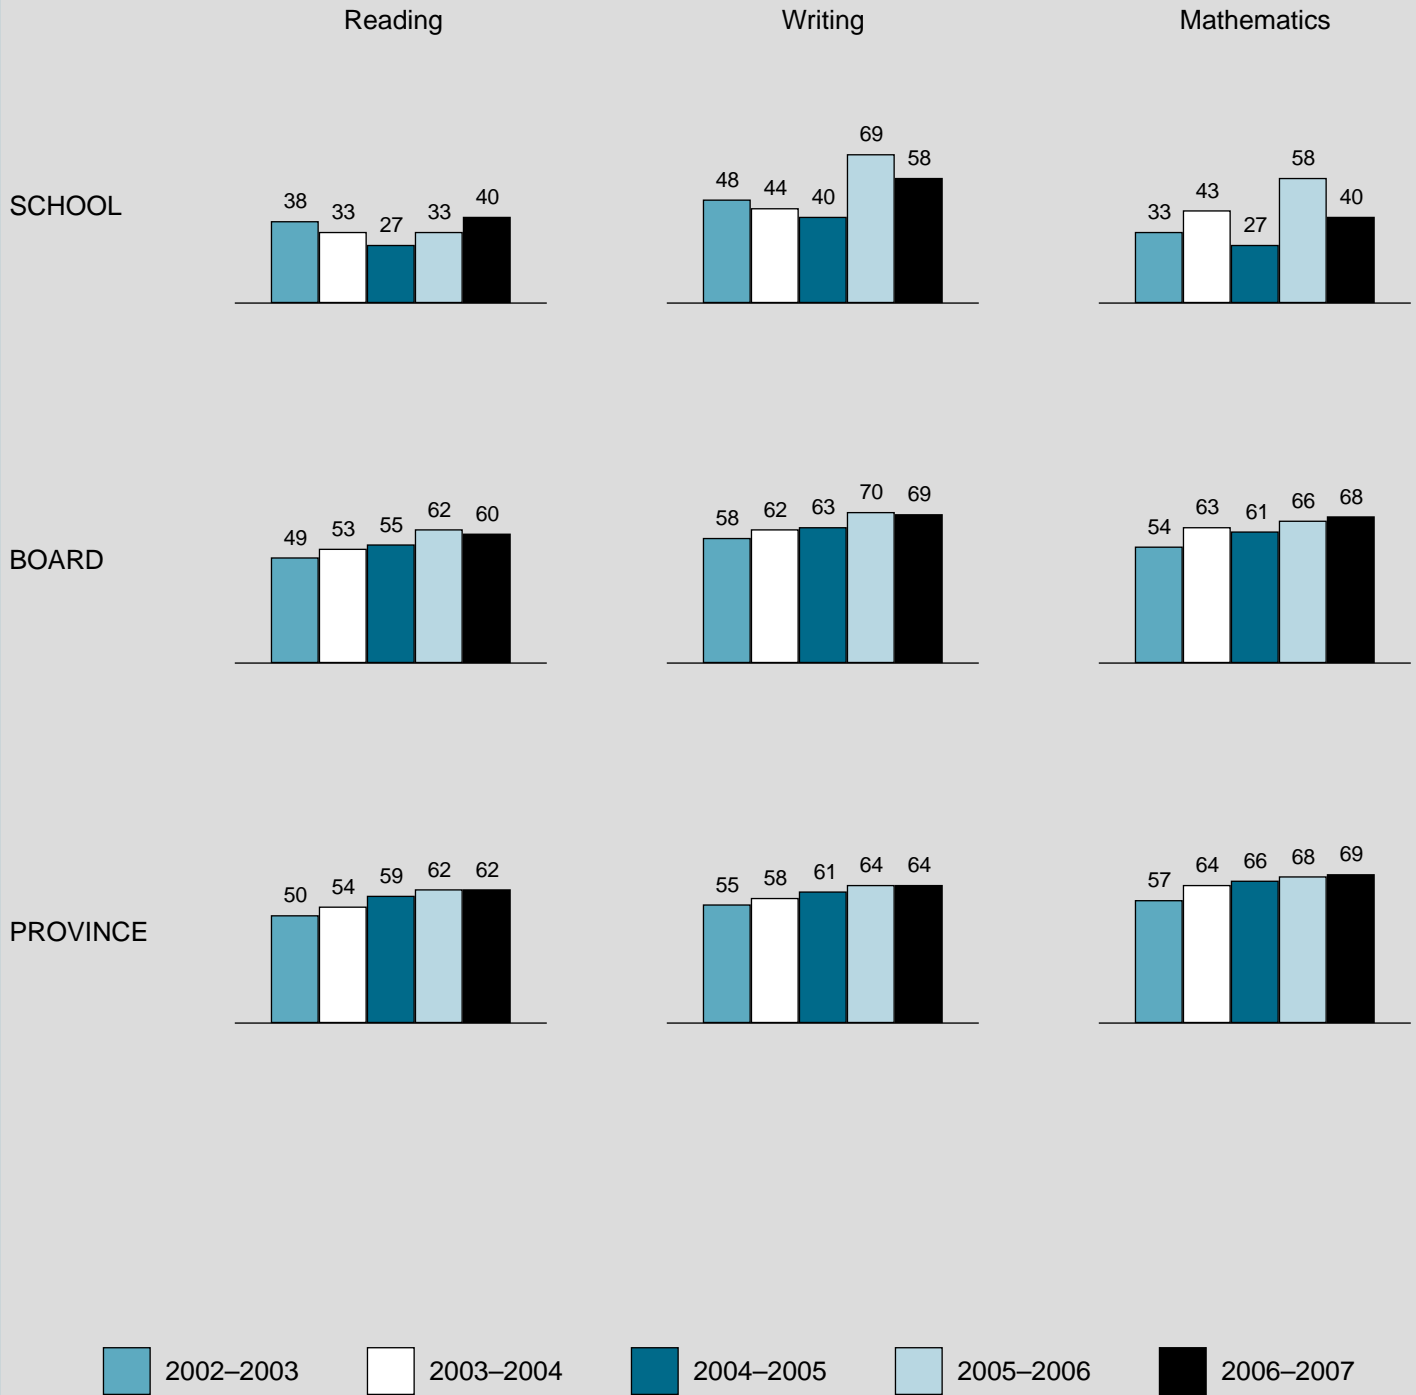 Reading Writing Mathematics
SCHOOL
38 33 27 33 40
48 44 40 69 58
33 43 27 58 40
BOARD
49 53 55 62 60
58 62 63 70 69
54 63 61 66 68
PROVINCE
50 54 59 62 62
55 58 61 64 64
57 64 66 68 69
2002–2003 2003–2004 2004–2005 2005–2006 2006–2007